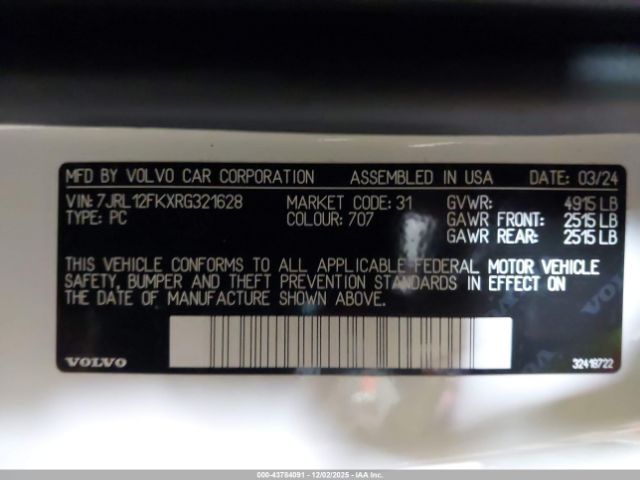 MFD BY VOLVO CAR CORPORATION ASSEMBLED IN USA DATE: 03/24
VIN: 7JRL12FKXRG321628 MARKET CODE: 31 GVWR: 4915 LB
TYPE: PC COLOUR: 707 GAWR FRONT: 2515 LB
GAWR REAR: 2515 LB
THIS VEHICLE CONFORMS TO ALL APPLICABLE FEDERAL MOTOR VEHICLE
SAFETY, BUMPER AND THEFT PREVENTION STANDARDS IN EFFECT ON
THE DATE OF MANUFACTURE SHOWN ABOVE.
VOLVO 32419722
000-43784091 - 12/02/2025 - IAAI.COM